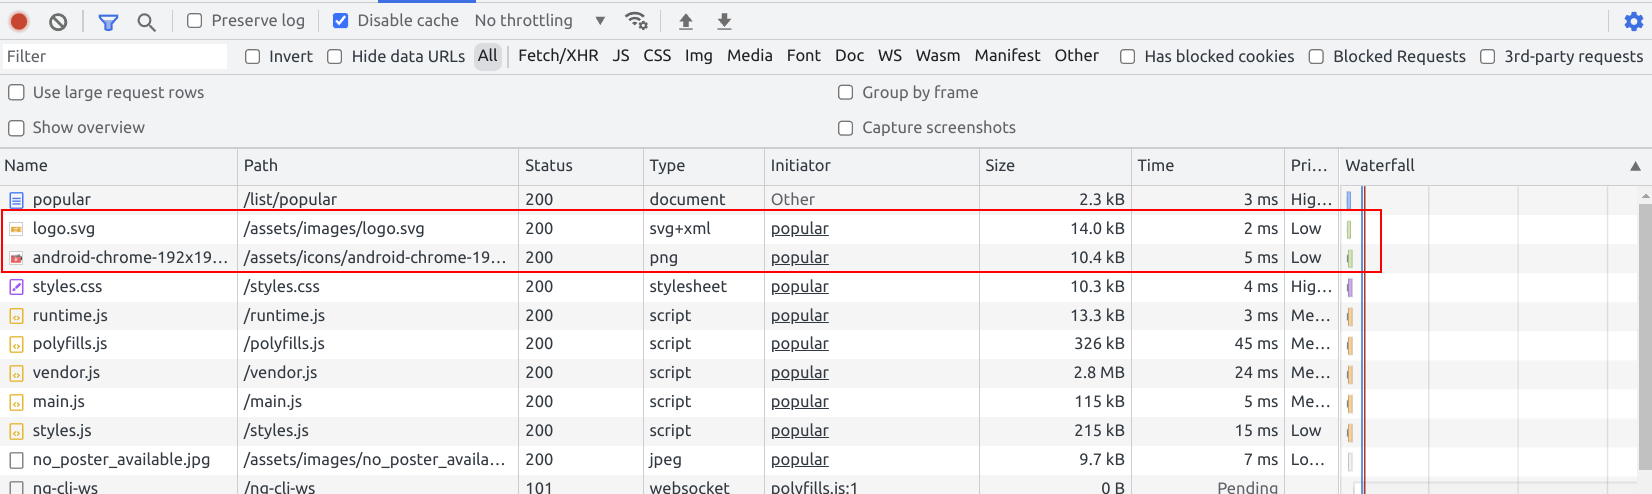 Preserve log Disable cache No throttling
Filter Invert Hide data URLs All Fetch/XHR JS CSS Img Media Font Doc WS Wasm Manifest Other Has blocked cookies Blocked Requests 3rd-party requests
Use large request rows Group by frame
Show overview Capture screenshots
Name Path Status Type Initiator Size Time Pri... Waterfall
popular /list/popular 200 document Other 2.3 kB 3 ms Hig...
logo.svg /assets/images/logo.svg 200 svg+xml popular 14.0 kB 2 ms Low
android-chrome-192x19... /assets/icons/android-chrome-19... 200 png popular 10.4 kB 5 ms Low
styles.css /styles.css 200 stylesheet popular 10.3 kB 4 ms Hig...
runtime.js /runtime.js 200 script popular 13.3 kB 3 ms Me...
polyfills.js /polyfills.js 200 script popular 326 kB 45 ms Me...
vendor.js /vendor.js 200 script popular 2.8 MB 24 ms Me...
main.js /main.js 200 script popular 115 kB 5 ms Me...
styles.js /styles.js 200 script popular 215 kB 15 ms Low
no_poster_available.jpg /assets/images/no_poster_availa... 200 jpeg popular 9.7 kB 7 ms Lo...
ng-cli-ws /ng-cli-ws 101 websocket polyfills.js:1 0 B Pending